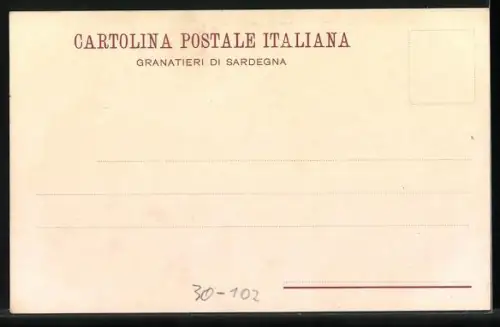 CARTOLINA POSTALE ITALIANA
GRANATIERI DI SARDEGNA
30-102